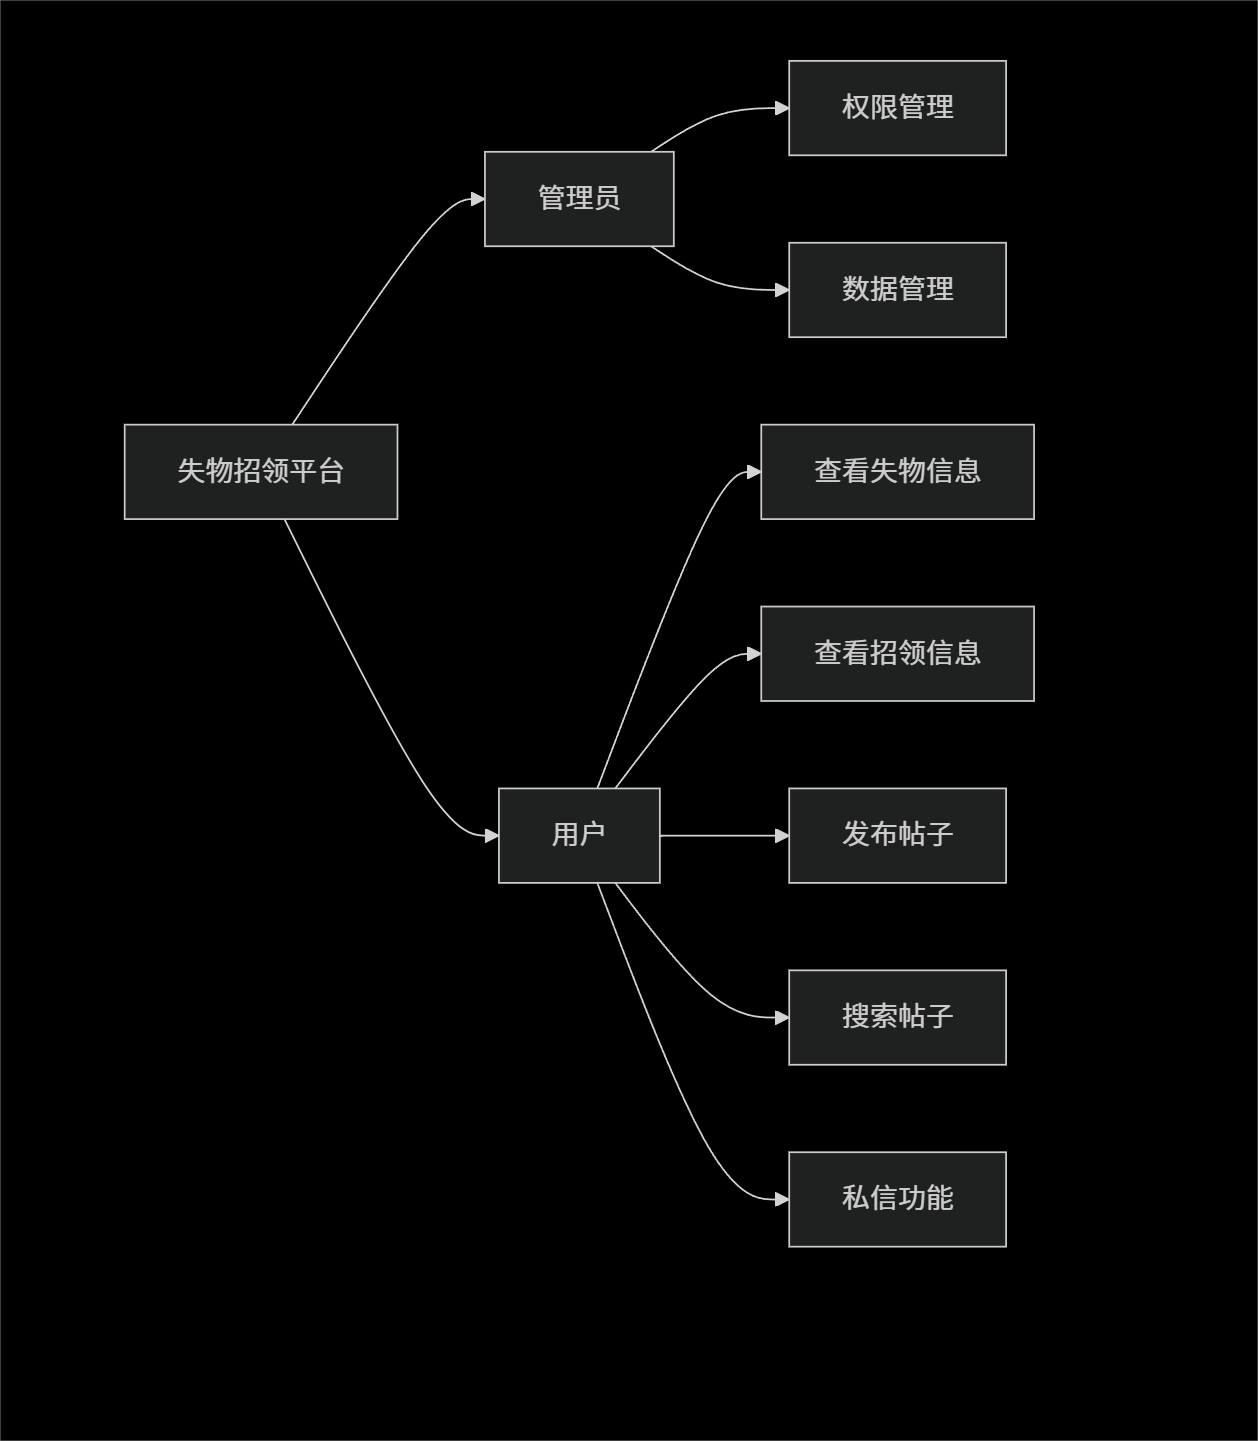 权限管理
管理员
数据管理
失物招领平台
查看失物信息
查看招领信息
用户
发布帖子
搜索帖子
私信功能